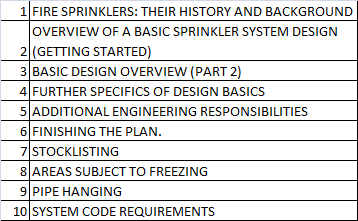 1 FIRE SPRINKLERS: THEIR HISTORY AND BACKGROUND
OVERVIEW OF A BASIC SPRINKLER SYSTEM DESIGN
2 (GETTING STARTED)
3 BASIC DESIGN OVERVIEW (PART 2)
4 FURTHER SPECIFICS OF DESIGN BASICS
5 ADDITIONAL ENGINEERING RESPONSIBILITIES
6 FINISHING THE PLAN.
7 STOCKLISTING
8 AREAS SUBJECT TO FREEZING
9 PIPE HANGING
10 SYSTEM CODE REQUIREMENTS